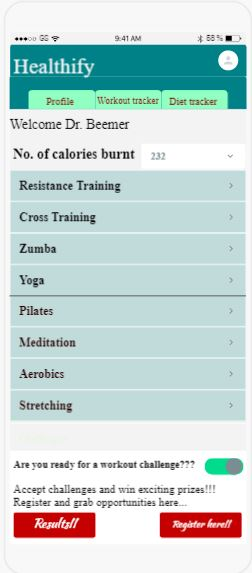 9:41 AM 58%
Healthify
Profile Workout tracker Diet tracker
Welcome Dr. Beemer
No. of calories burnt 232
Resistance Training
Cross Training
Zumba
Yoga
Pilates
Meditation
Aerobics
Stretching
Are you ready for a workout challenge???
Accept challenges and win exciting prizes!!!
Register and grab opportunities here...
Results!! Register here!!